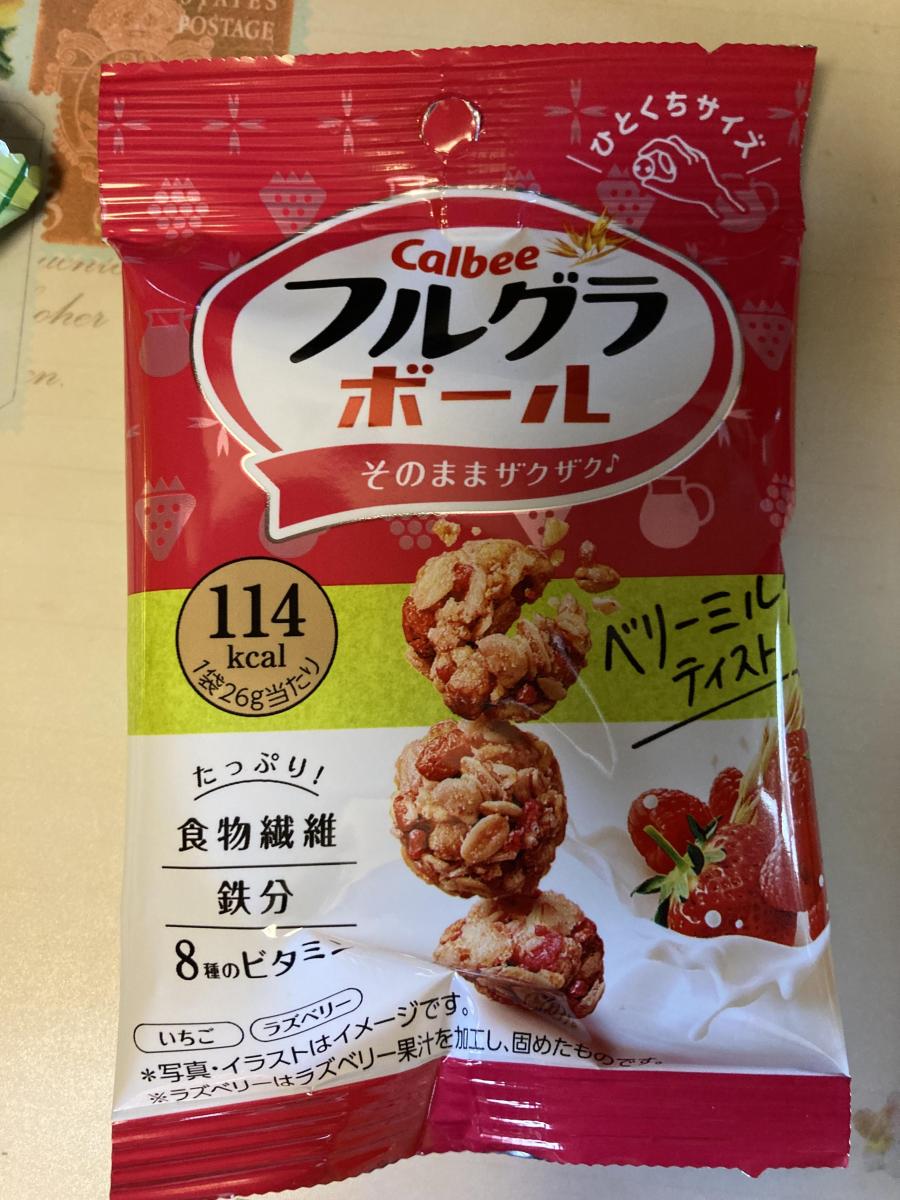 STATES
POSTAGE
ひとくちサイズ
Calbee
フルグラ
ボール
そのままザクザク♪
114
kcal
1袋26g当たり
ベリーミルク
ティスト
たっぷり!
食物繊維
鉄分
8種のビタミン
いちご
ラズベリー
*写真・イラストはイメージです。
※ラズベリーはラズベリー果汁を加工し、固めたものです。
oher